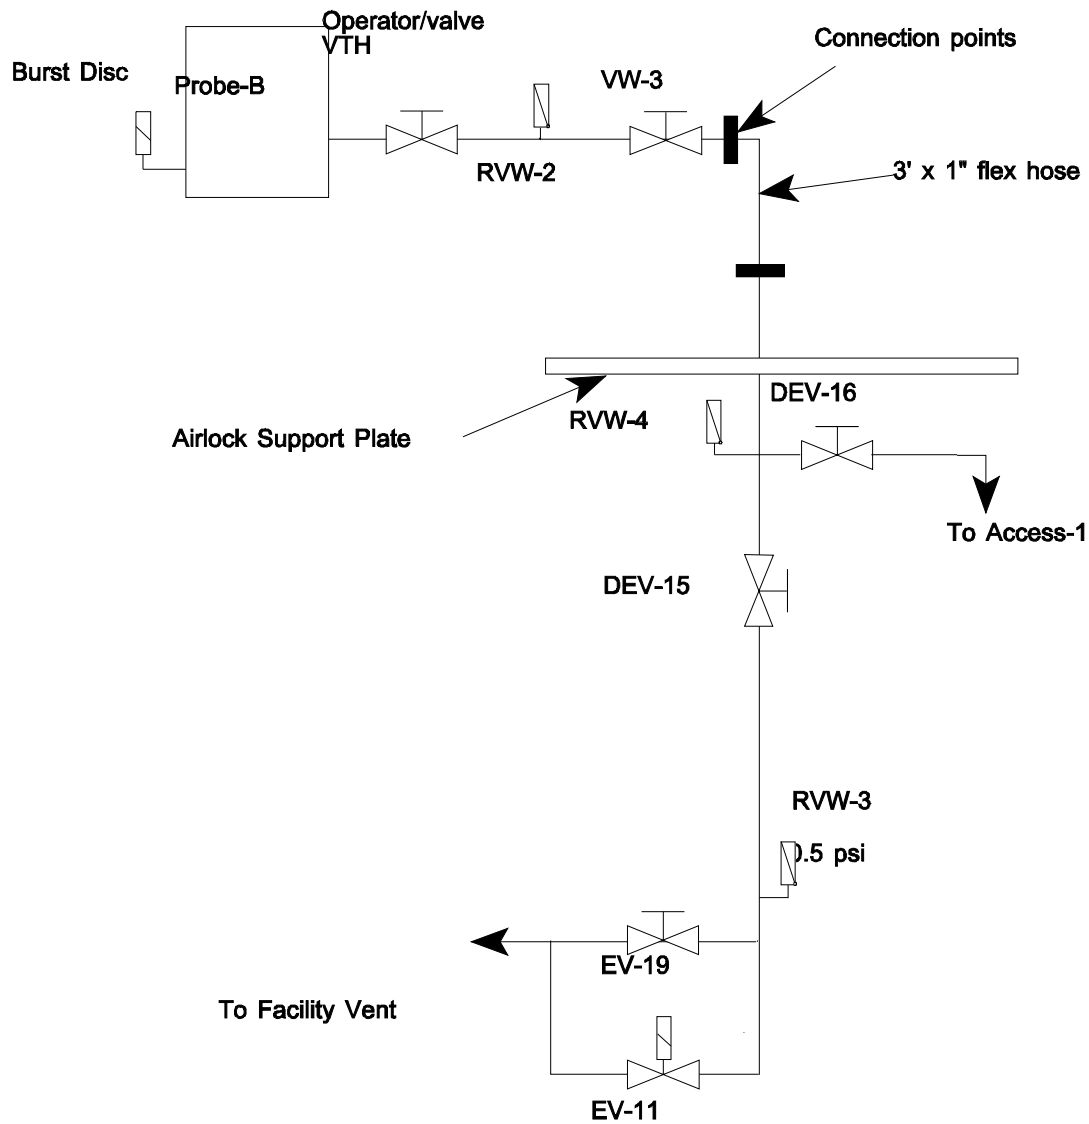 Operator/valve
VTH
Connection points
Burst Disc
Probe-B
VW-3
RVW-2
3' x 1" flex hose
DEV-16
RVW-4
Airlock Support Plate
To Access-1
DEV-15
RVW-3
0.5 psi
EV-19
To Facility Vent
EV-11